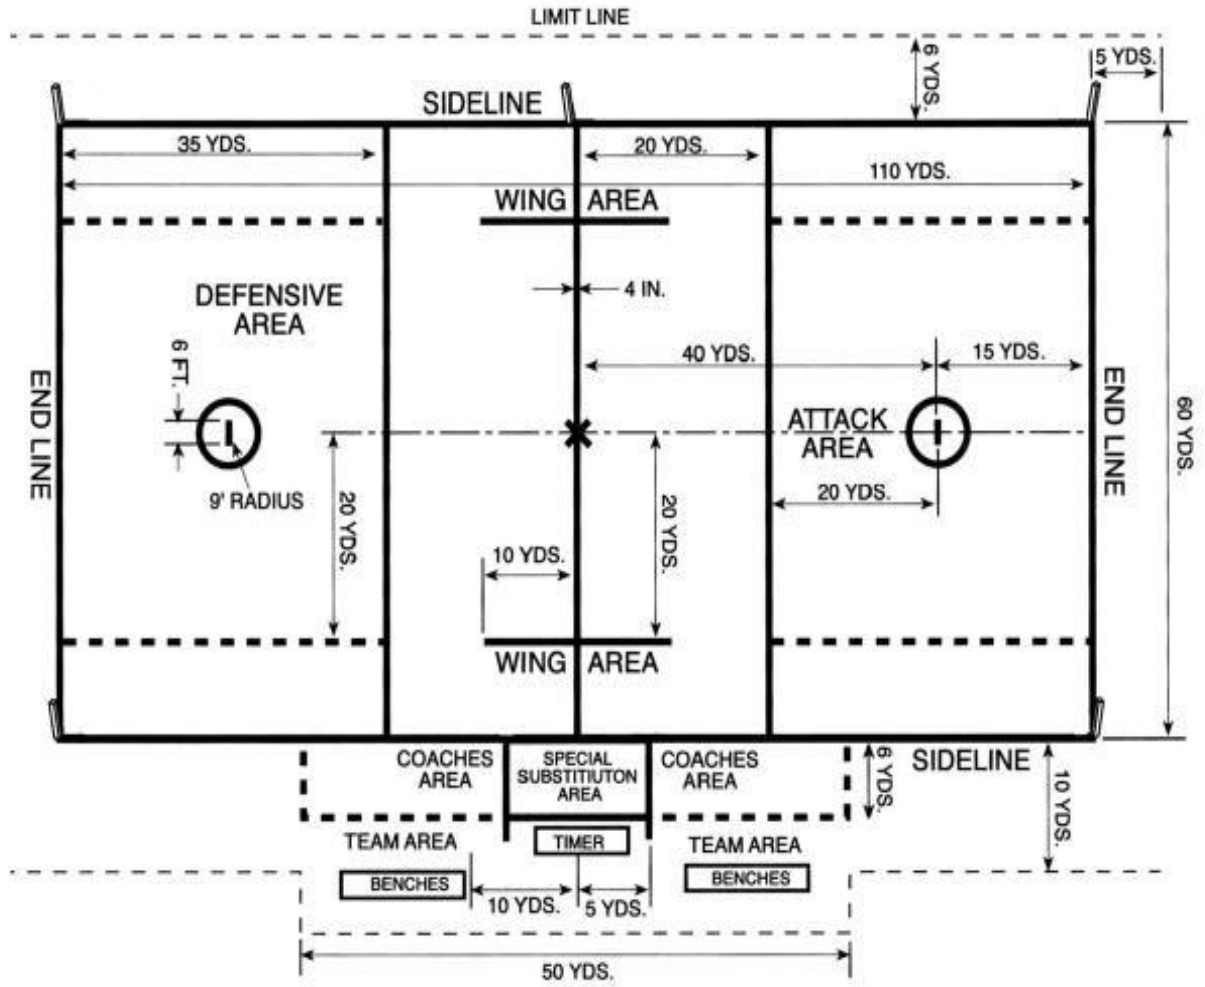 LIMIT LINE
6 YDS.
5 YDS.
SIDELINE
35 YDS.
20 YDS.
110 YDS.
WING AREA
DEFENSIVE
AREA
4 IN.
6 FT.
40 YDS.
15 YDS.
END LINE
END LINE
60 YDS.
ATTACK
AREA
9' RADIUS
20 YDS.
20 YDS.
20 YDS.
10 YDS.
WING AREA
COACHES
AREA
SPECIAL
SUBSTITIUTON
AREA
COACHES
AREA
6 YDS.
SIDELINE
10 YDS.
TEAM AREA
TIMER
TEAM AREA
BENCHES
BENCHES
10 YDS.
5 YDS.
50 YDS.